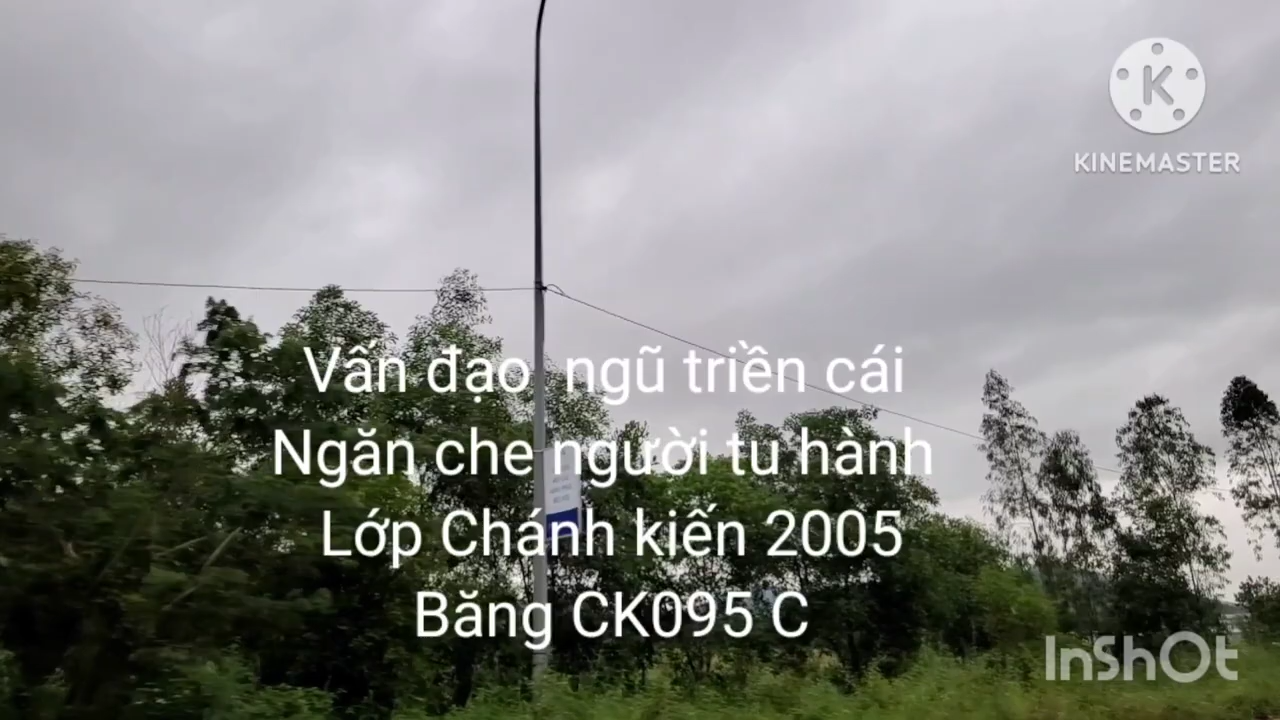 KINEMASTER
Vấn đạo ngũ triền cái
Ngăn che người tu hành
Lớp Chánh kiến 2005
Băng CK095 C
InShOt